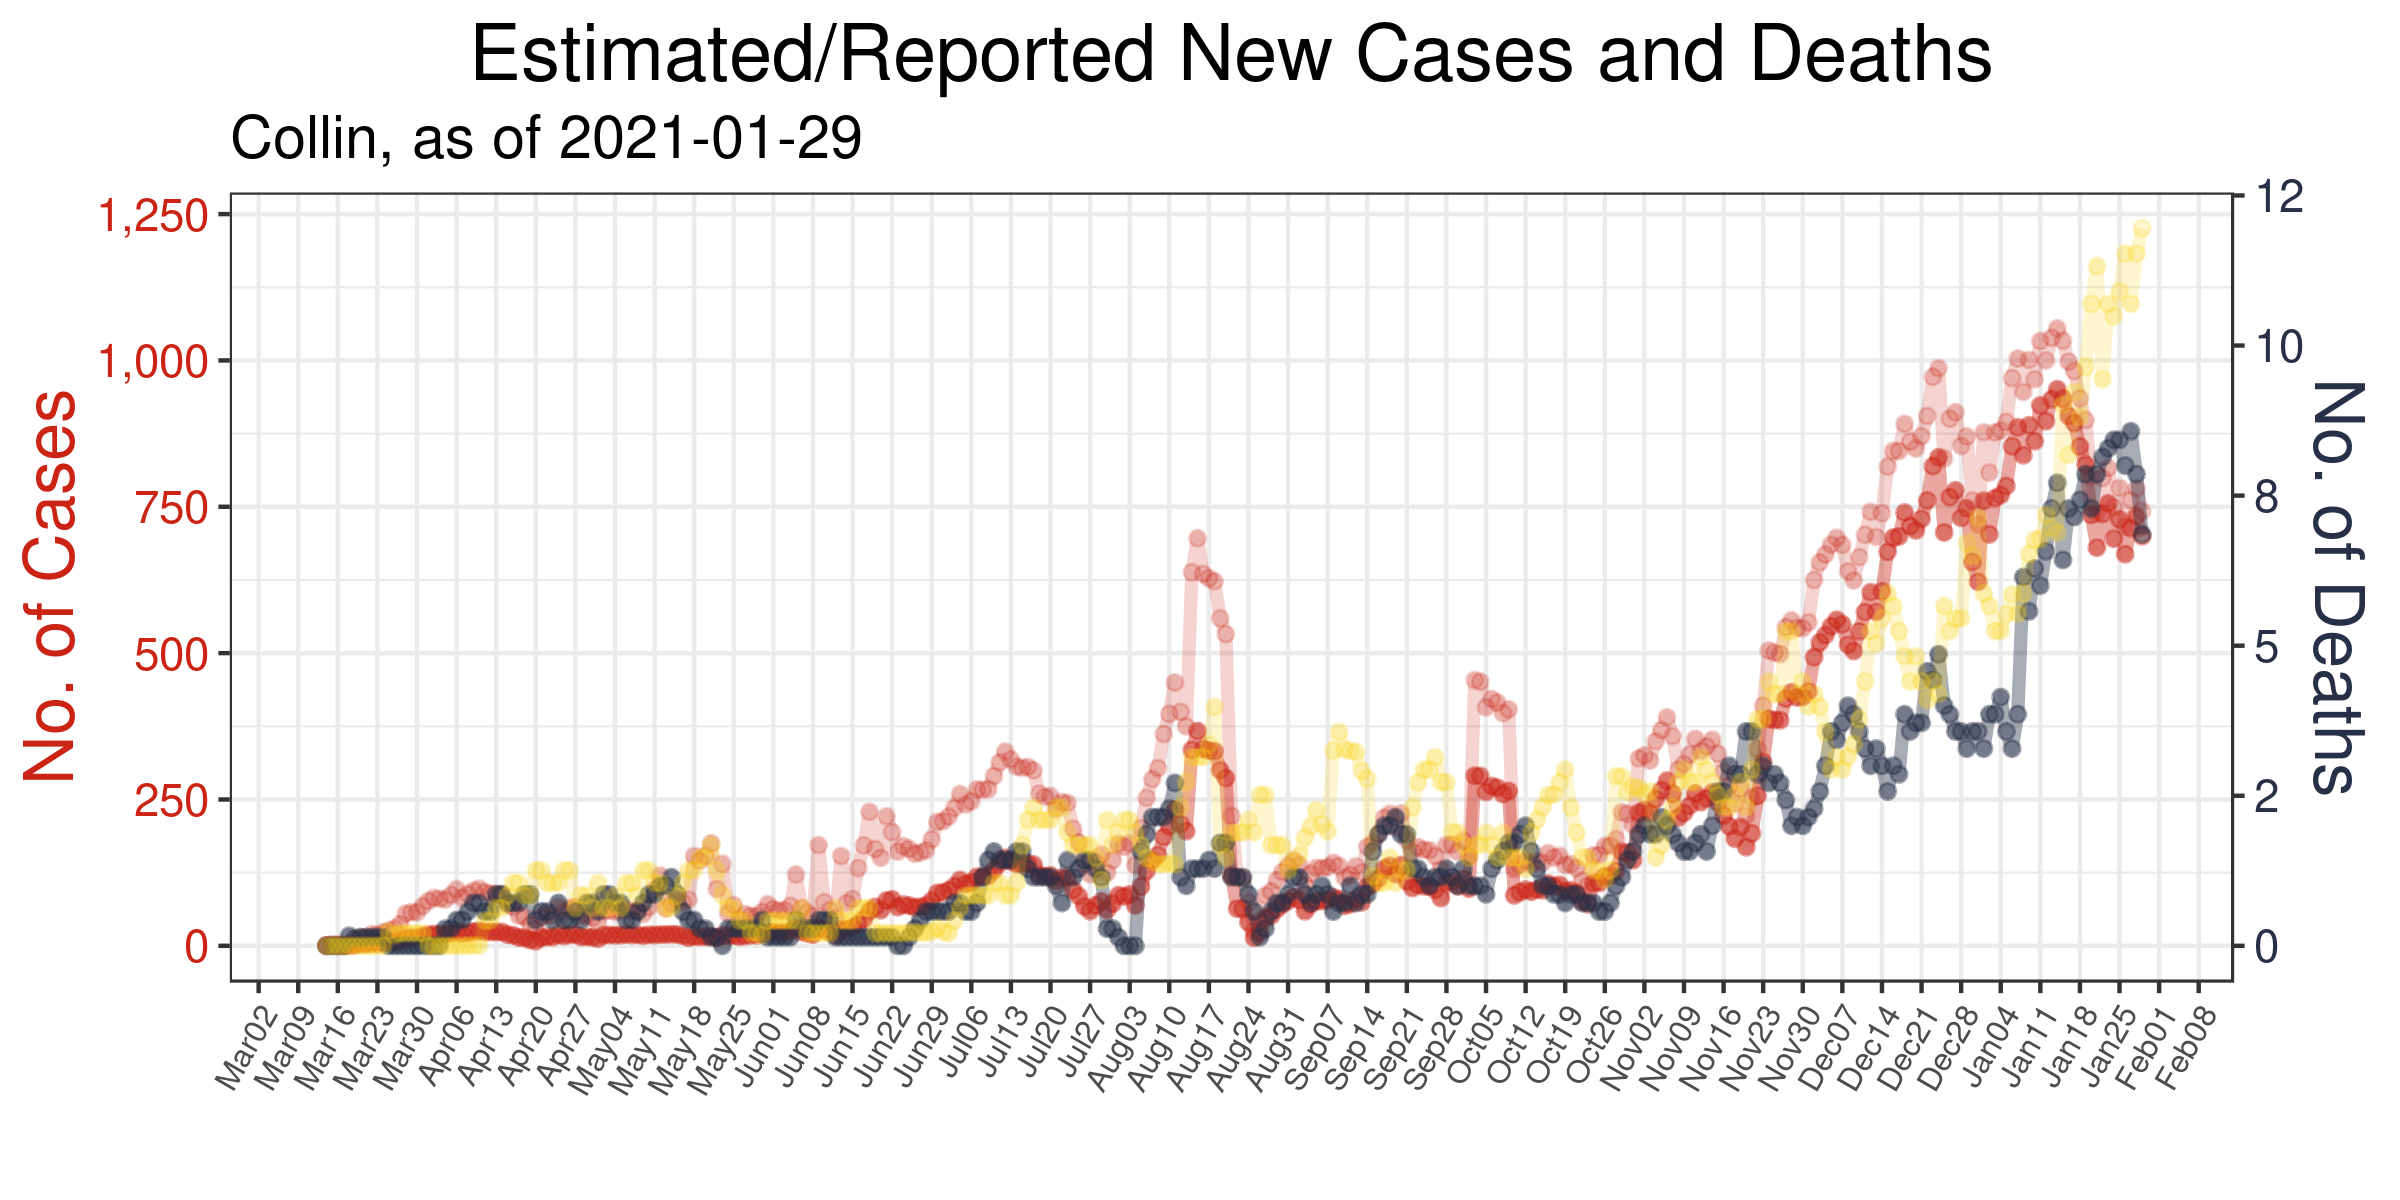 Estimated/Reported New Cases and Deaths
Collin, as of 2021-01-29
No. of Cases
1,250
1,000
750
500
250
0
12
10
8
5
2
0
No. of Deaths
Mar02 Mar09 Mar16 Mar23 Mar30 Apr06 Apr13 Apr20 Apr27 May04 May11 May18 May25 Jun01 Jun08 Jun15 Jun22 Jun29 Jul06 Jul13 Jul20 Jul27 Aug03 Aug10 Aug17 Aug24 Aug31 Sep07 Sep14 Sep21 Sep28 Oct05 Oct12 Oct19 Oct26 Nov02 Nov09 Nov16 Nov23 Nov30 Dec07 Dec14 Dec21 Dec28 Jan04 Jan11 Jan18 Jan25 Feb01 Feb08